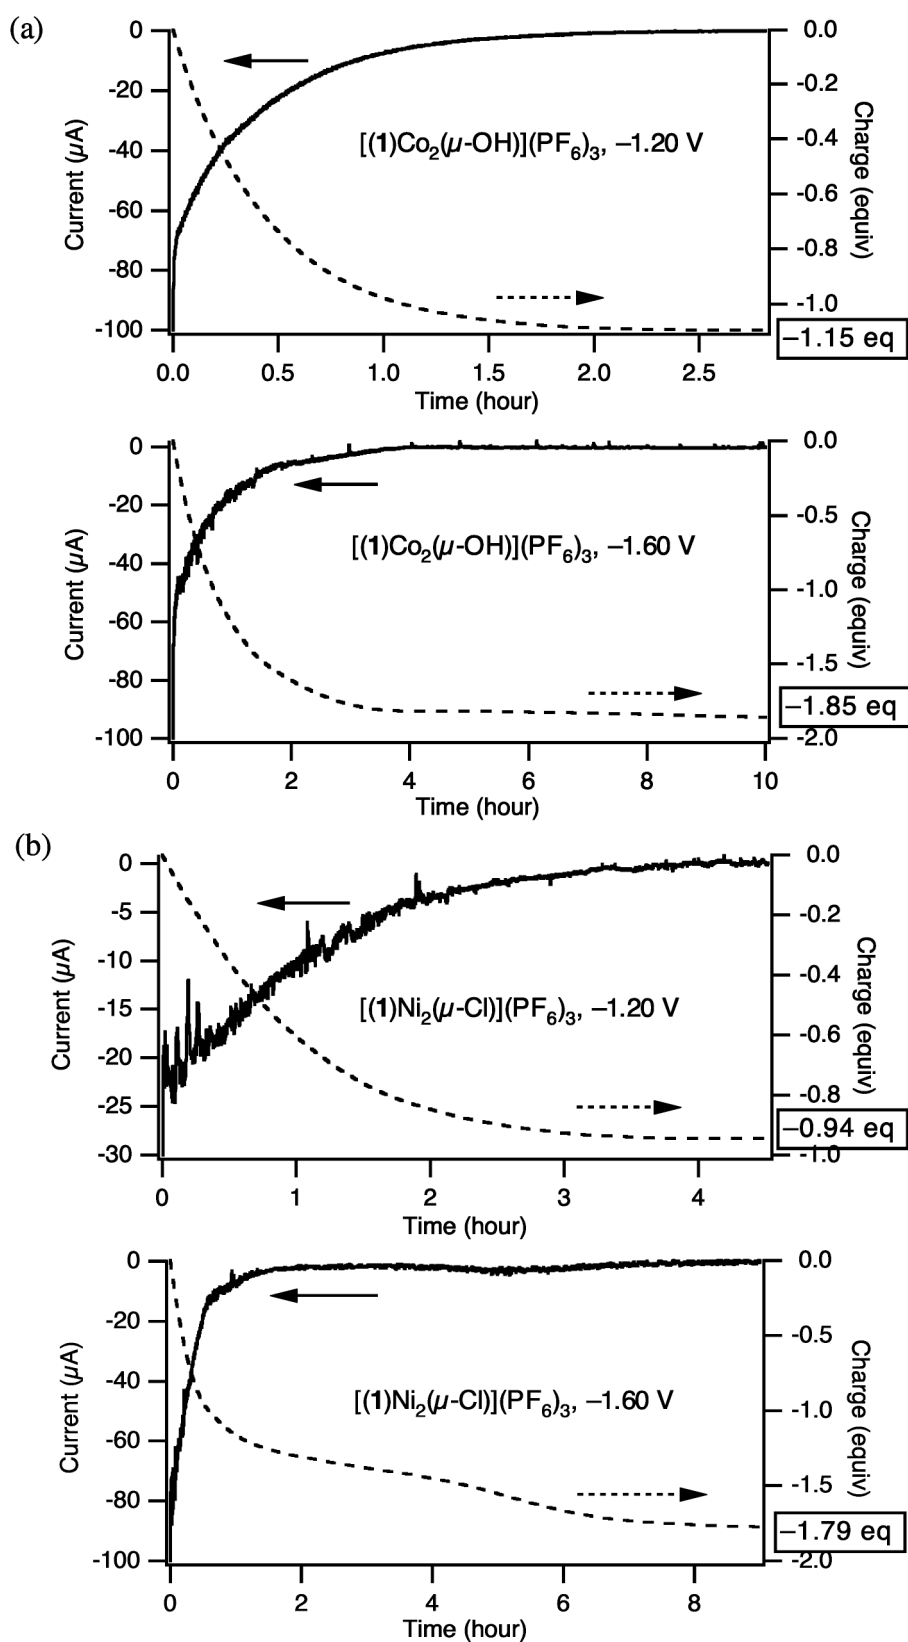 (a)
0
-20
-40
-60
-80
-100
Current (µA)
0.0
-0.2
-0.4
-0.6
-0.8
-1.0
Charge (equiv)
[(1)Co₂(µ-OH)](PF₆)₃, –1.20 V
–1.15 eq
0.0 0.5 1.0 1.5 2.0 2.5
Time (hour)
0
-20
-40
-60
-80
-100
Current (µA)
0.0
-0.5
-1.0
-1.5
-2.0
Charge (equiv)
[(1)Co₂(µ-OH)](PF₆)₃, –1.60 V
–1.85 eq
0 2 4 6 8 10
Time (hour)
(b)
0
-5
-10
-15
-20
-25
-30
Current (µA)
0.0
-0.2
-0.4
-0.6
-0.8
-1.0
Charge (equiv)
[(1)Ni₂(µ-Cl)](PF₆)₃, –1.20 V
–0.94 eq
0 1 2 3 4
Time (hour)
0
-20
-40
-60
-80
-100
Current (µA)
0.0
-0.5
-1.0
-1.5
-2.0
Charge (equiv)
[(1)Ni₂(µ-Cl)](PF₆)₃, –1.60 V
–1.79 eq
0 2 4 6 8
Time (hour)